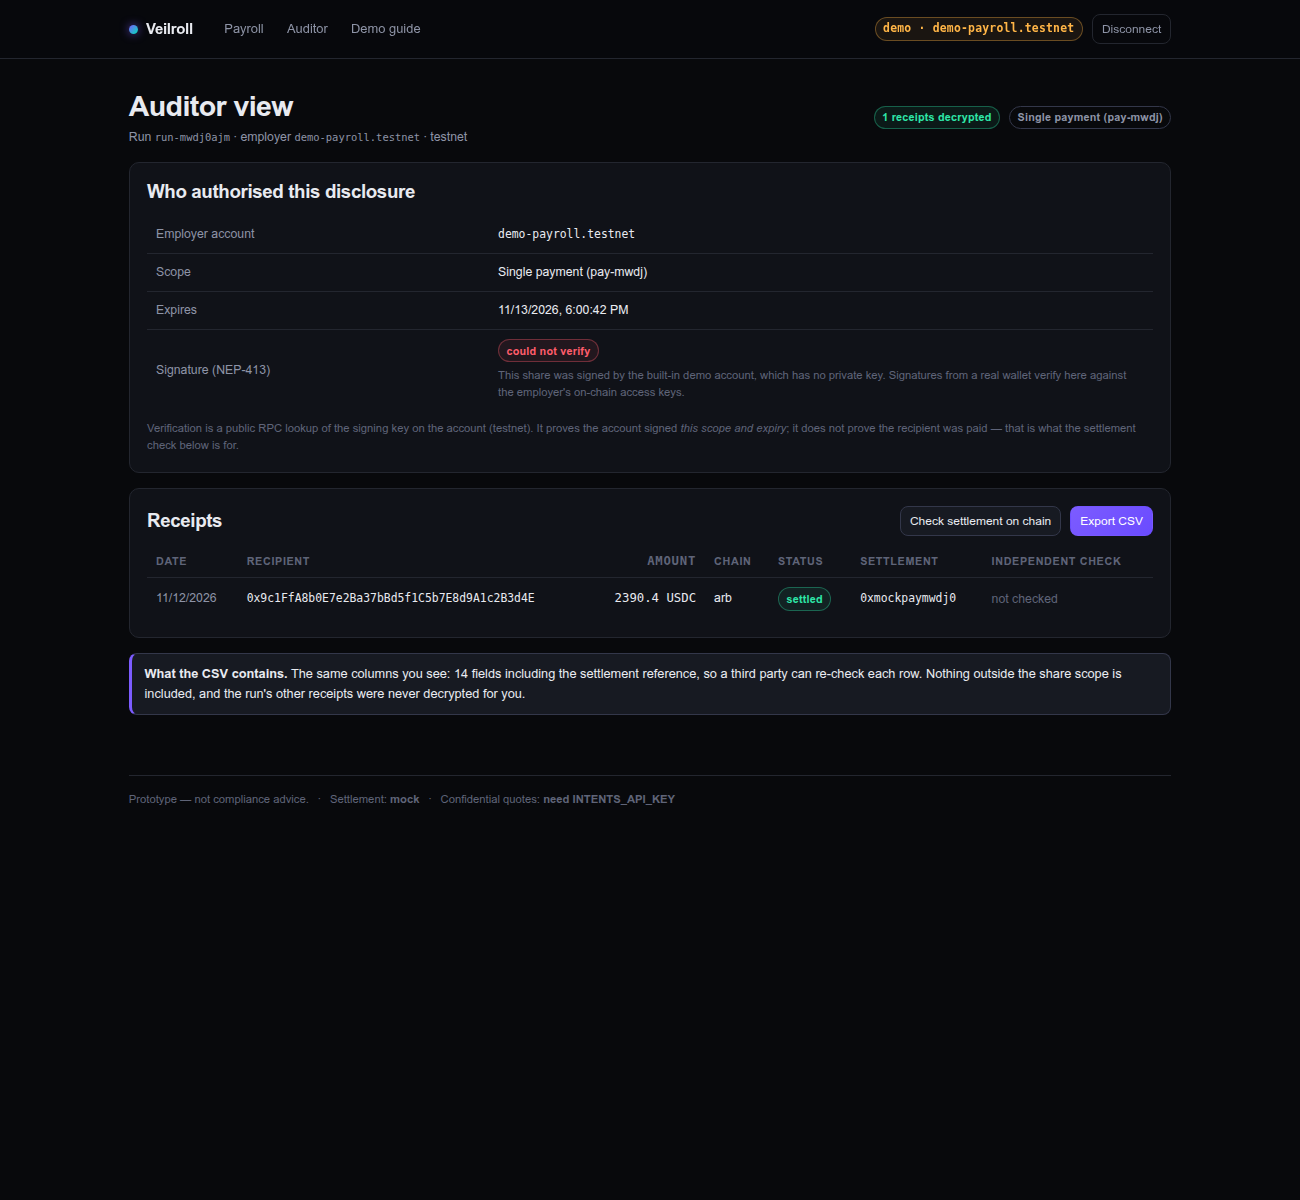 Veilroll Payroll Auditor Demo guide demo · demo-payroll.testnet Disconnect
Auditor view
Run run-mwdj0ajm · employer demo-payroll.testnet · testnet
1 receipts decrypted Single payment (pay-mwdj)
Who authorised this disclosure
Employer account demo-payroll.testnet
Scope Single payment (pay-mwdj)
Expires 11/13/2026, 6:00:42 PM
Signature (NEP-413) could not verify
This share was signed by the built-in demo account, which has no private key. Signatures from a real wallet verify here against
the employer's on-chain access keys.
Verification is a public RPC lookup of the signing key on the account (testnet). It proves the account signed this scope and expiry; it does not prove the recipient was paid — that is what the settlement
check below is for.
Receipts Check settlement on chain Export CSV
DATE RECIPIENT AMOUNT CHAIN STATUS SETTLEMENT INDEPENDENT CHECK
11/12/2026 0x9c1FfA8b0E7e2Ba37bBd5f1C5b7E8d9A1c2B3d4E 2390.4 USDC arb settled 0xmockpaymwdj0 not checked
What the CSV contains. The same columns you see: 14 fields including the settlement reference, so a third party can re-check each row. Nothing outside the share scope is
included, and the run's other receipts were never decrypted for you.
Prototype — not compliance advice. · Settlement: mock · Confidential quotes: need INTENTS_API_KEY